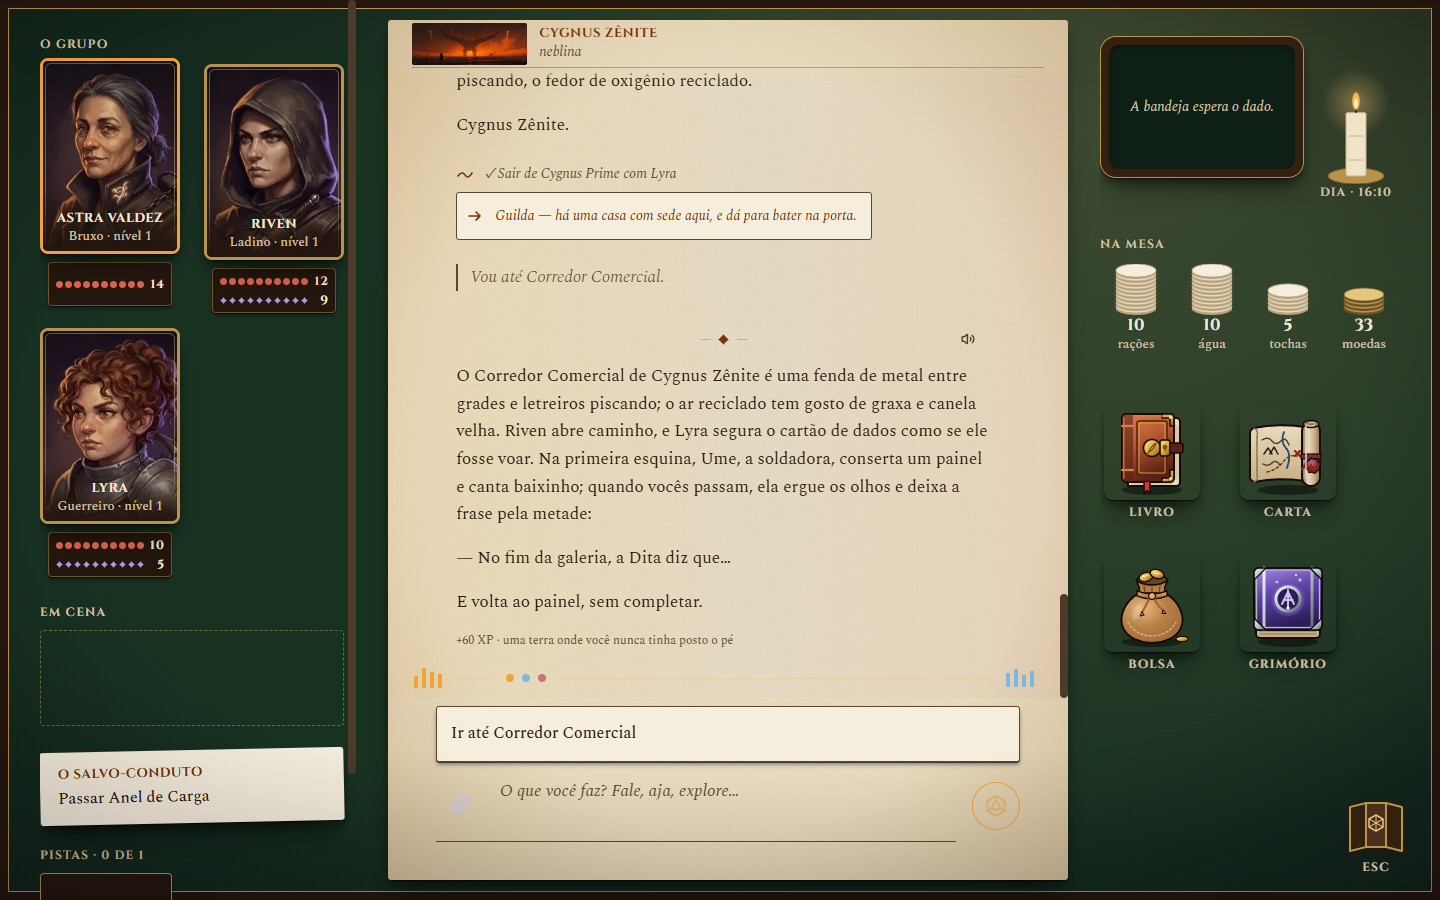 O GRUPO
ASTRA VALDEZ
Bruxo · nível 1
14
RIVEN
Ladino · nível 1
12
9
LYRA
Guerreiro · nível 1
10
5
EM CENA
O SALVO-CONDUTO
Passar Anel de Carga
PISTAS · 0 DE 1
CYGNUS ZÊNITE
neblina
piscando, o fedor de oxigênio reciclado.
Cygnus Zênite.
✓Sair de Cygnus Prime com Lyra
Guilda — há uma casa com sede aqui, e dá para bater na porta.
Vou até Corredor Comercial.
O Corredor Comercial de Cygnus Zênite é uma fenda de metal entre
grades e letreiros piscando; o ar reciclado tem gosto de graxa e canela
velha. Riven abre caminho, e Lyra segura o cartão de dados como se ele
fosse voar. Na primeira esquina, Ume, a soldadora, conserta um painel
e canta baixinho; quando vocês passam, ela ergue os olhos e deixa a
frase pela metade:
— No fim da galeria, a Dita diz que…
E volta ao painel, sem completar.
+60 XP · uma terra onde você nunca tinha posto o pé
Ir até Corredor Comercial
O que você faz? Fale, aja, explore…
A bandeja espera o dado.
DIA · 16:10
NA MESA
10
rações
10
água
5
tochas
33
moedas
LIVRO
CARTA
BOLSA
GRIMÓRIO
ESC